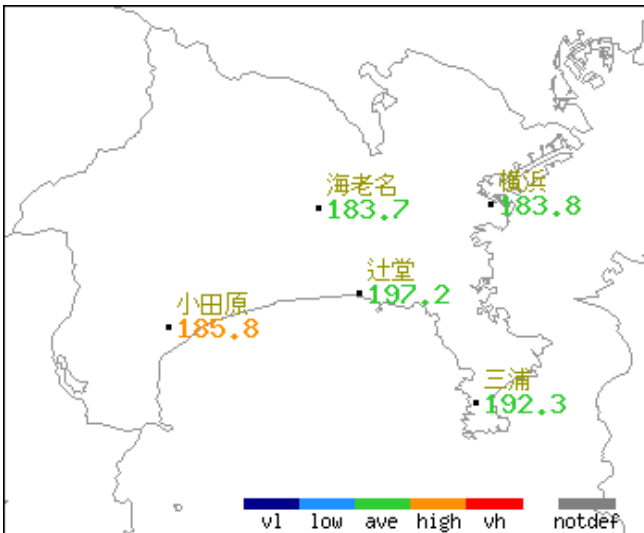 海老名
183.7
横浜
183.8
辻堂
197.2
小田原
185.8
三浦
192.3
vl low ave high vh notdef